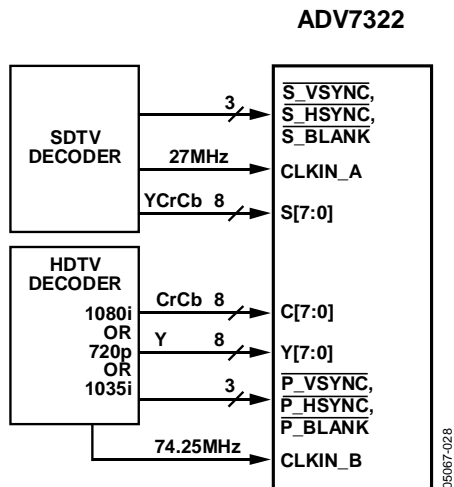 ADV7322
SDTV
DECODER
3
S_VSYNC,
S_HSYNC,
S_BLANK
27MHz
CLKIN_A
YCrCb 8
S[7:0]
HDTV
DECODER
1080i
OR
720p
OR
1035i
CrCb 8
C[7:0]
Y 8
Y[7:0]
3
P_VSYNC,
P_HSYNC,
P_BLANK
74.25MHz
CLKIN_B
05067-028